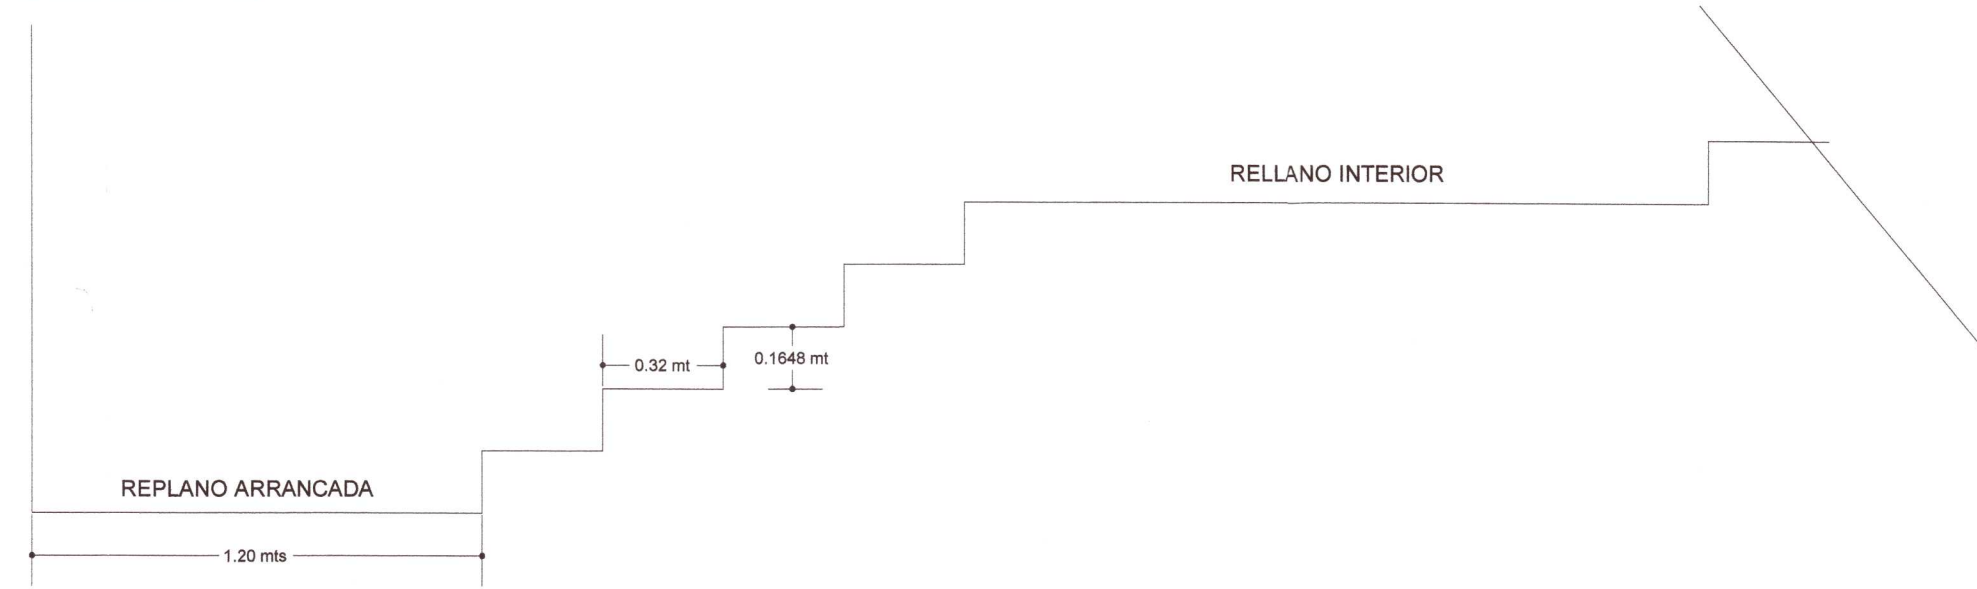 RELLANO INTERIOR
0.32 mt
0.1648 mt
REPLANO ARRANCADA
1.20 mts